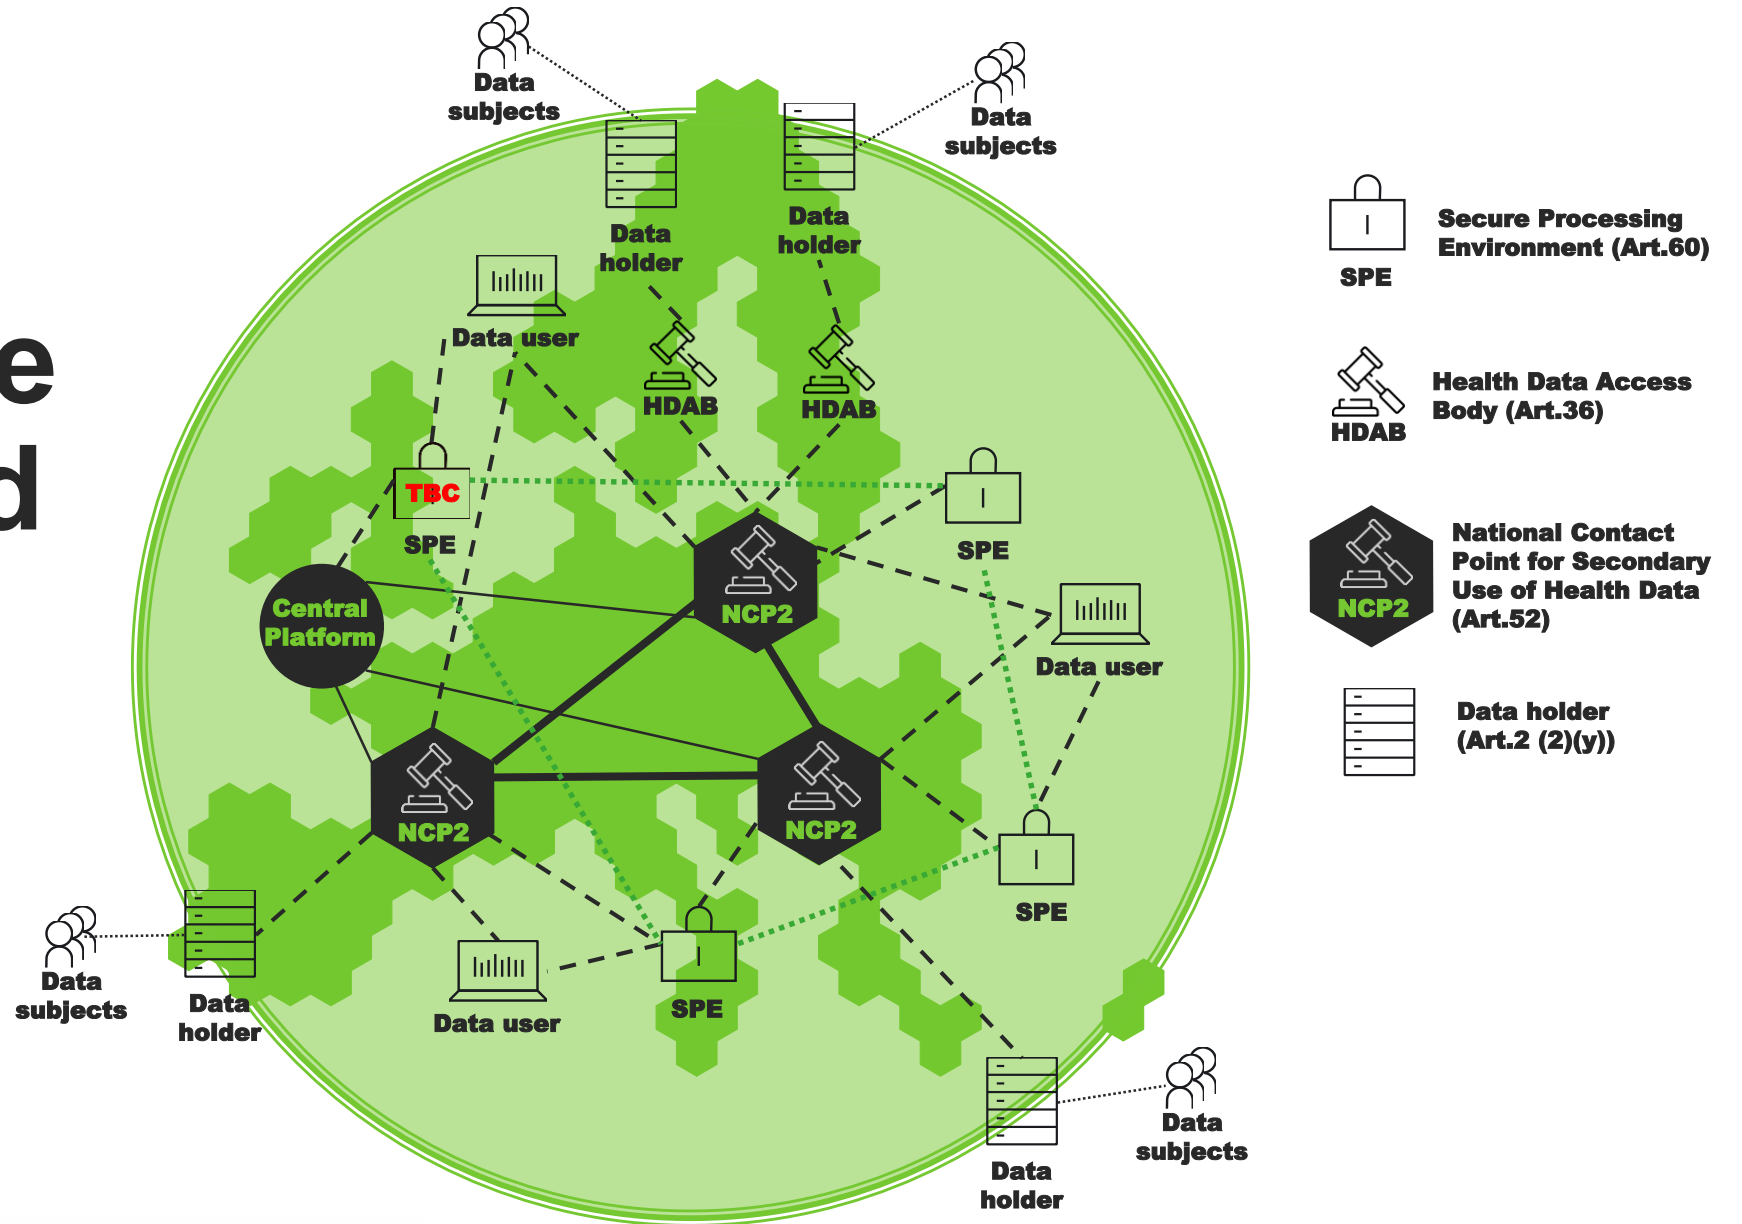 e
d
Data
subjects
Data
subjects
Data
holder
Data
holder
Data user
HDAB
HDAB
TBC
SPE
SPE
Central
Platform
NCP2
Data user
NCP2
NCP2
SPE
Data
subjects
Data
holder
Data user
SPE
Data
holder
Data
subjects
SPE
Secure Processing
Environment (Art.60)
HDAB
Health Data Access
Body (Art.36)
NCP2
National Contact
Point for Secondary
Use of Health Data
(Art.52)
Data holder
(Art.2 (2)(y))